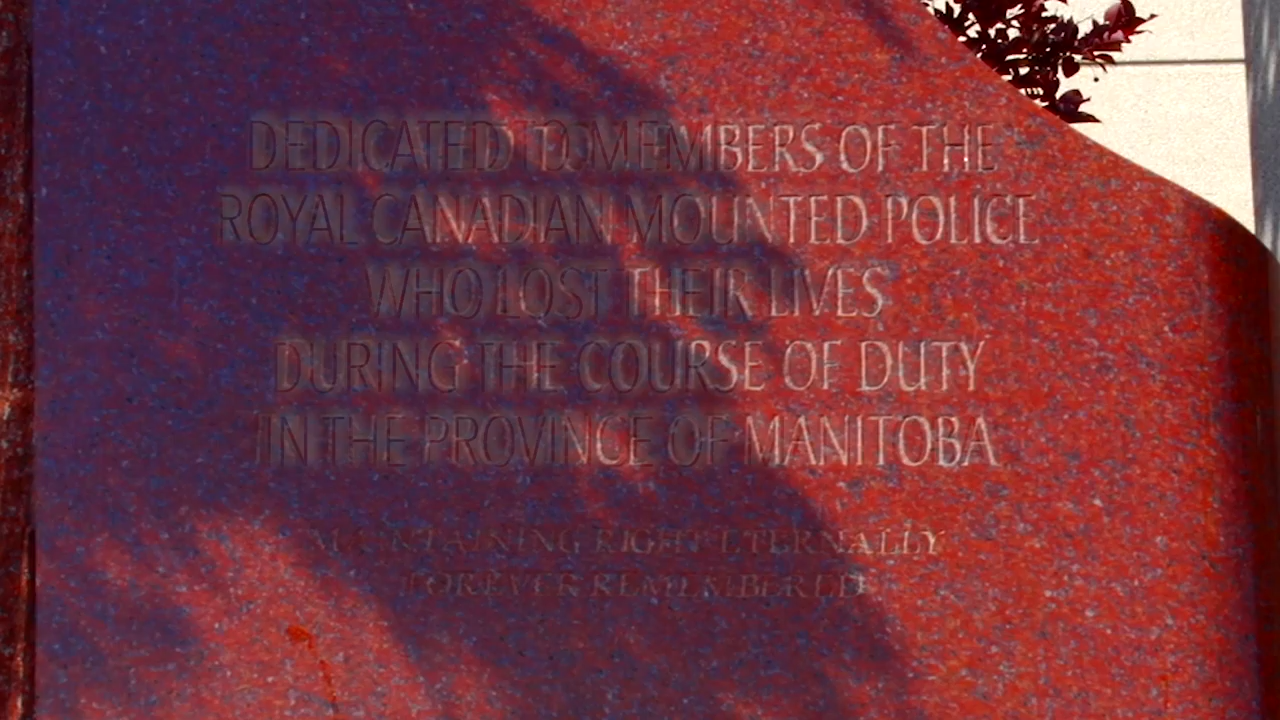 DEDICATED TO MEMBERS OF THE
ROYAL CANADIAN MOUNTED POLICE
WHO LOST THEIR LIVES
DURING THE COURSE OF DUTY
IN THE PROVINCE OF MANITOBA
MAINTAINING RIGHT ETERNALLY
FOREVER REMEMBERED